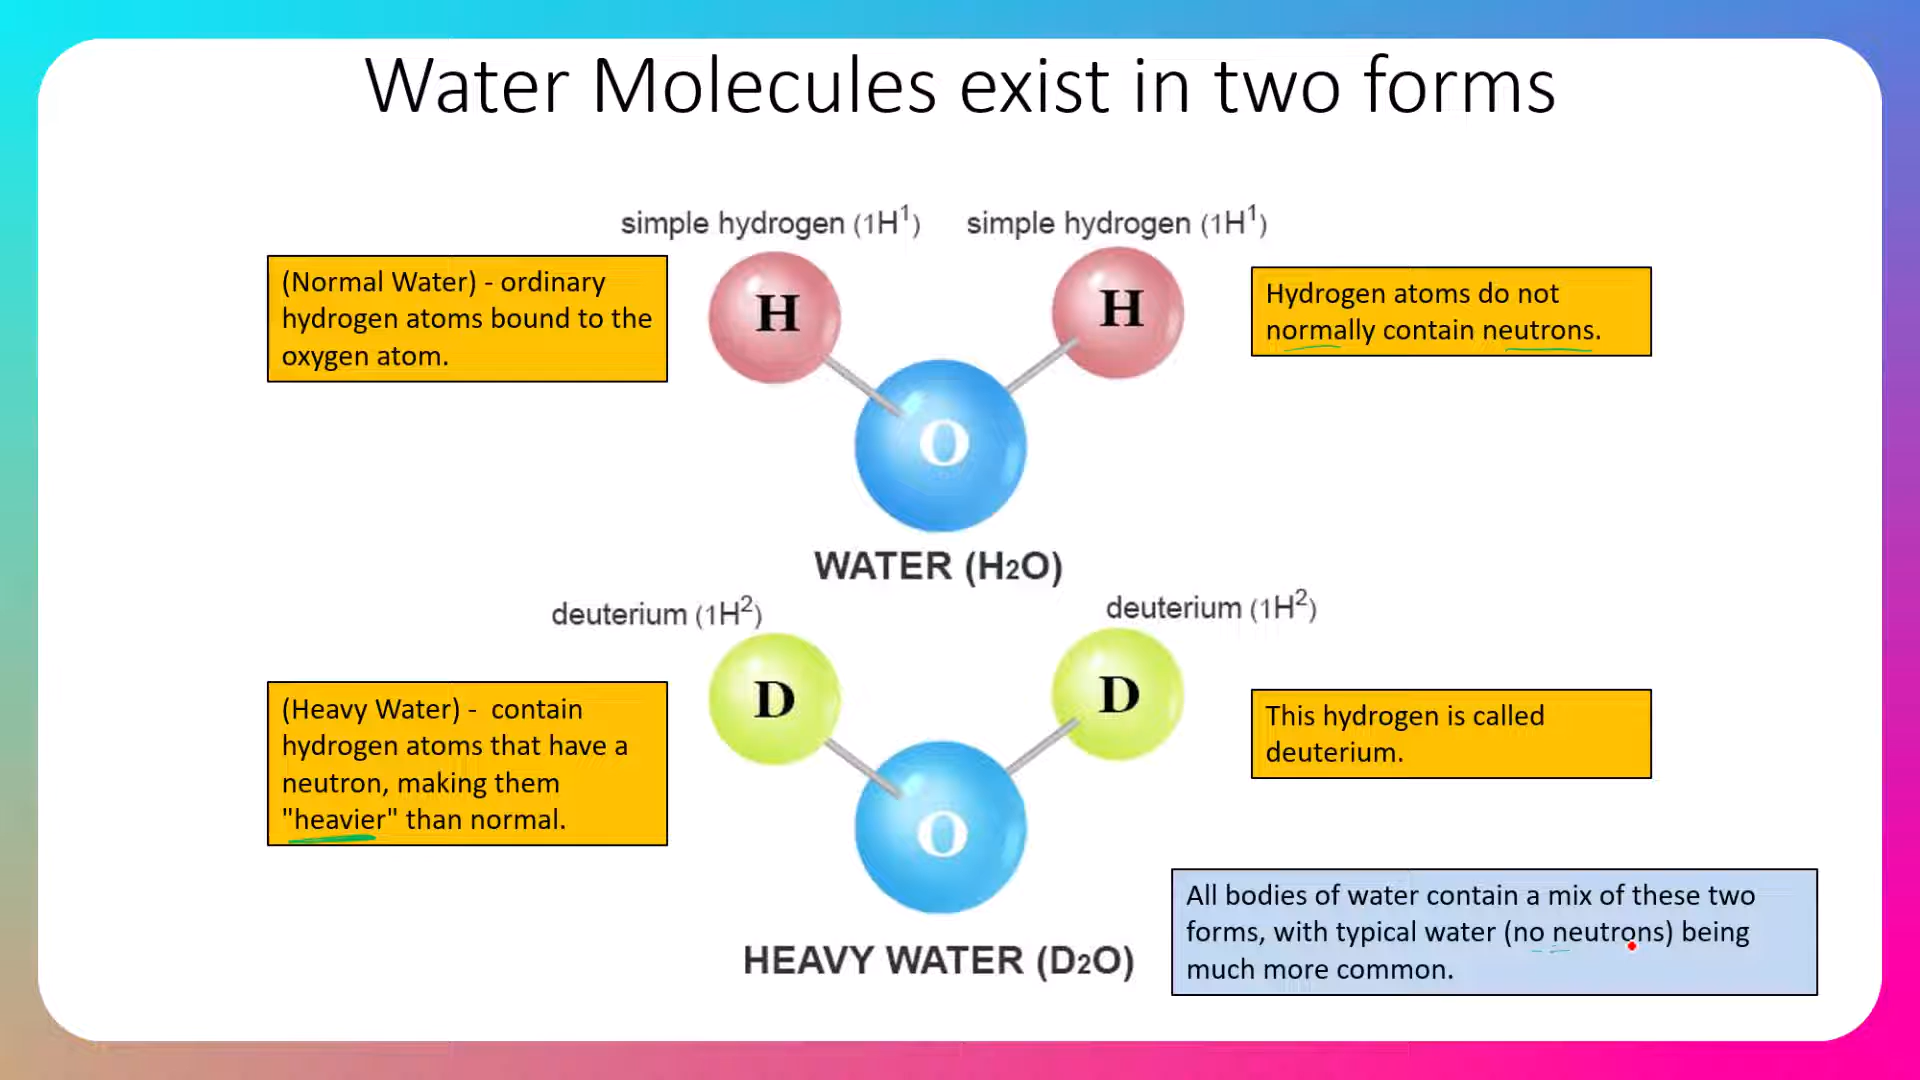 Water Molecules exist in two forms
simple hydrogen (1H¹)
simple hydrogen (1H¹)
(Normal Water) - ordinary
hydrogen atoms bound to the
oxygen atom.
H
H
Hydrogen atoms do not
normally contain neutrons.
O
WATER (H₂O)
deuterium (1H²)
deuterium (1H²)
(Heavy Water) - contain
hydrogen atoms that have a
neutron, making them
"heavier" than normal.
D
D
This hydrogen is called
deuterium.
O
HEAVY WATER (D₂O)
All bodies of water contain a mix of these two
forms, with typical water (no neutrons) being
much more common.